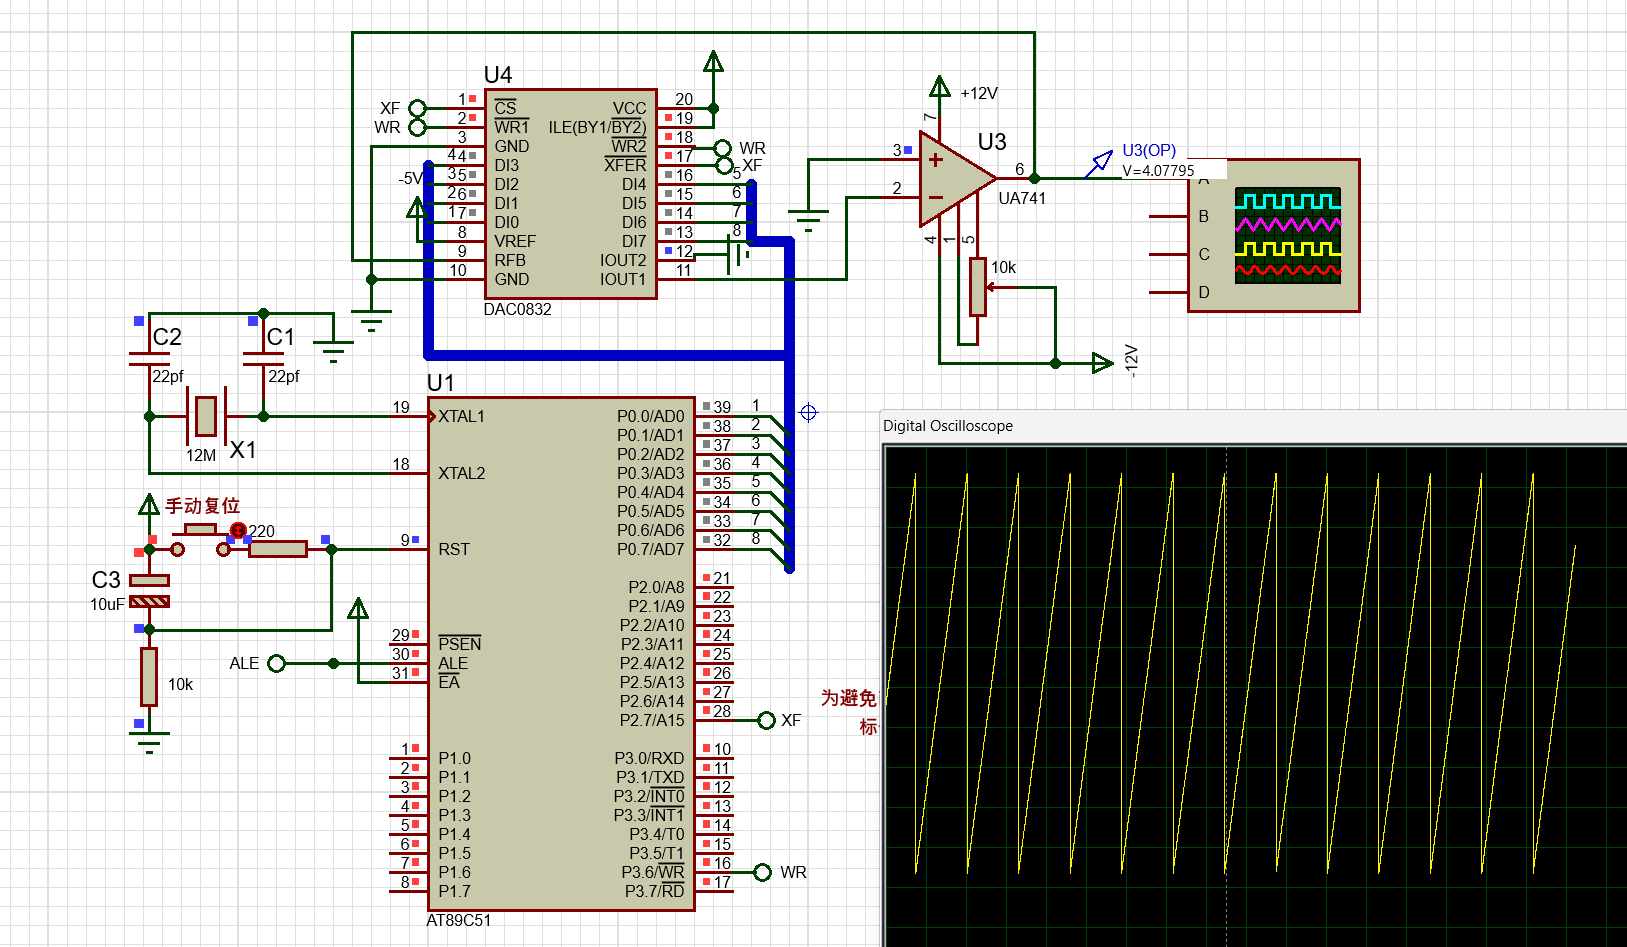 U4
XF
WR
1
2
3
44
35
26
17
8
9
10
CS
WR1
GND
DI3
DI2
DI1
DI0
VREF
RFB
GND
VCC
ILE(BY1/BY2)
WR2
XFER
DI4
DI5
DI6
DI7
IOUT2
IOUT1
20
19
18
17
16
15
14
13
12
11
WR
XF
5
6
7
8
-5V
DAC0832
+12V
7
U3
3
2
6
4
1
5
UA741
10k
-12V
U3(OP)
V=4.07795
A
B
C
D
C2
22pf
C1
22pf
12M
X1
手动复位
220
C3
10uF
10k
ALE
U1
19
18
9
29
30
31
1
2
3
4
5
6
7
8
XTAL1
XTAL2
RST
PSEN
ALE
EA
P1.0
P1.1
P1.2
P1.3
P1.4
P1.5
P1.6
P1.7
P0.0/AD0
P0.1/AD1
P0.2/AD2
P0.3/AD3
P0.4/AD4
P0.5/AD5
P0.6/AD6
P0.7/AD7
P2.0/A8
P2.1/A9
P2.2/A10
P2.3/A11
P2.4/A12
P2.5/A13
P2.6/A14
P2.7/A15
P3.0/RXD
P3.1/TXD
P3.2/INT0
P3.3/INT1
P3.4/T0
P3.5/T1
P3.6/WR
P3.7/RD
39
38
37
36
35
34
33
32
21
22
23
24
25
26
27
28
10
11
12
13
14
15
16
17
1
2
3
4
5
6
7
8
XF
WR
AT89C51
为避免
标
Digital Oscilloscope